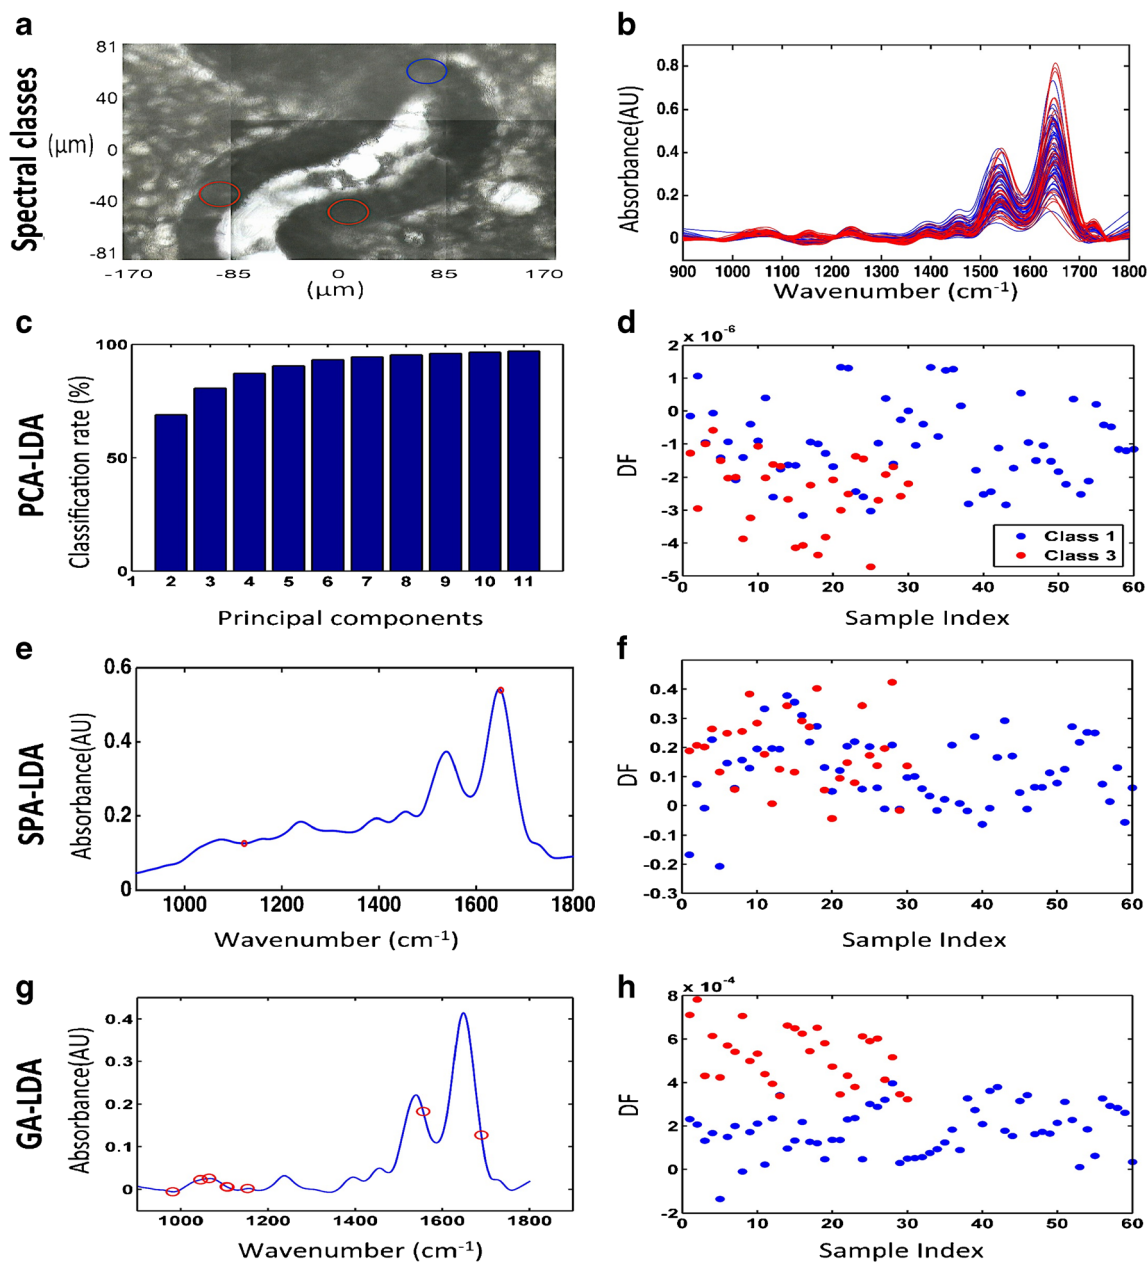 a
Spectral classes
81
40
(μm)
0
-40
-81
-170 -85 0 85 170
(μm)
b
Absorbance(AU)
0.8
0.6
0.4
0.2
0
900 1000 1100 1200 1300 1400 1500 1600 1700 1800
Wavenumber (cm⁻¹)
c
PCA-LDA
Classification rate (%)
100
50
0
1 2 3 4 5 6 7 8 9 10 11
Principal components
d
x 10⁻⁶
DF
2
1
0
-1
-2
-3
-4
-5
Class 1
Class 3
0 10 20 30 40 50 60
Sample Index
e
SPA-LDA
Absorbance(AU)
0.6
0.4
0.2
0
1000 1200 1400 1600 1800
Wavenumber (cm⁻¹)
f
DF
0.4
0.3
0.2
0.1
0
-0.1
-0.2
-0.3
0 10 20 30 40 50 60
Sample Index
g
GA-LDA
Absorbance(AU)
0.4
0.3
0.2
0.1
0
1000 1200 1400 1600 1800
Wavenumber (cm⁻¹)
h
x 10⁻⁴
DF
8
6
4
2
0
-2
0 10 20 30 40 50 60
Sample Index